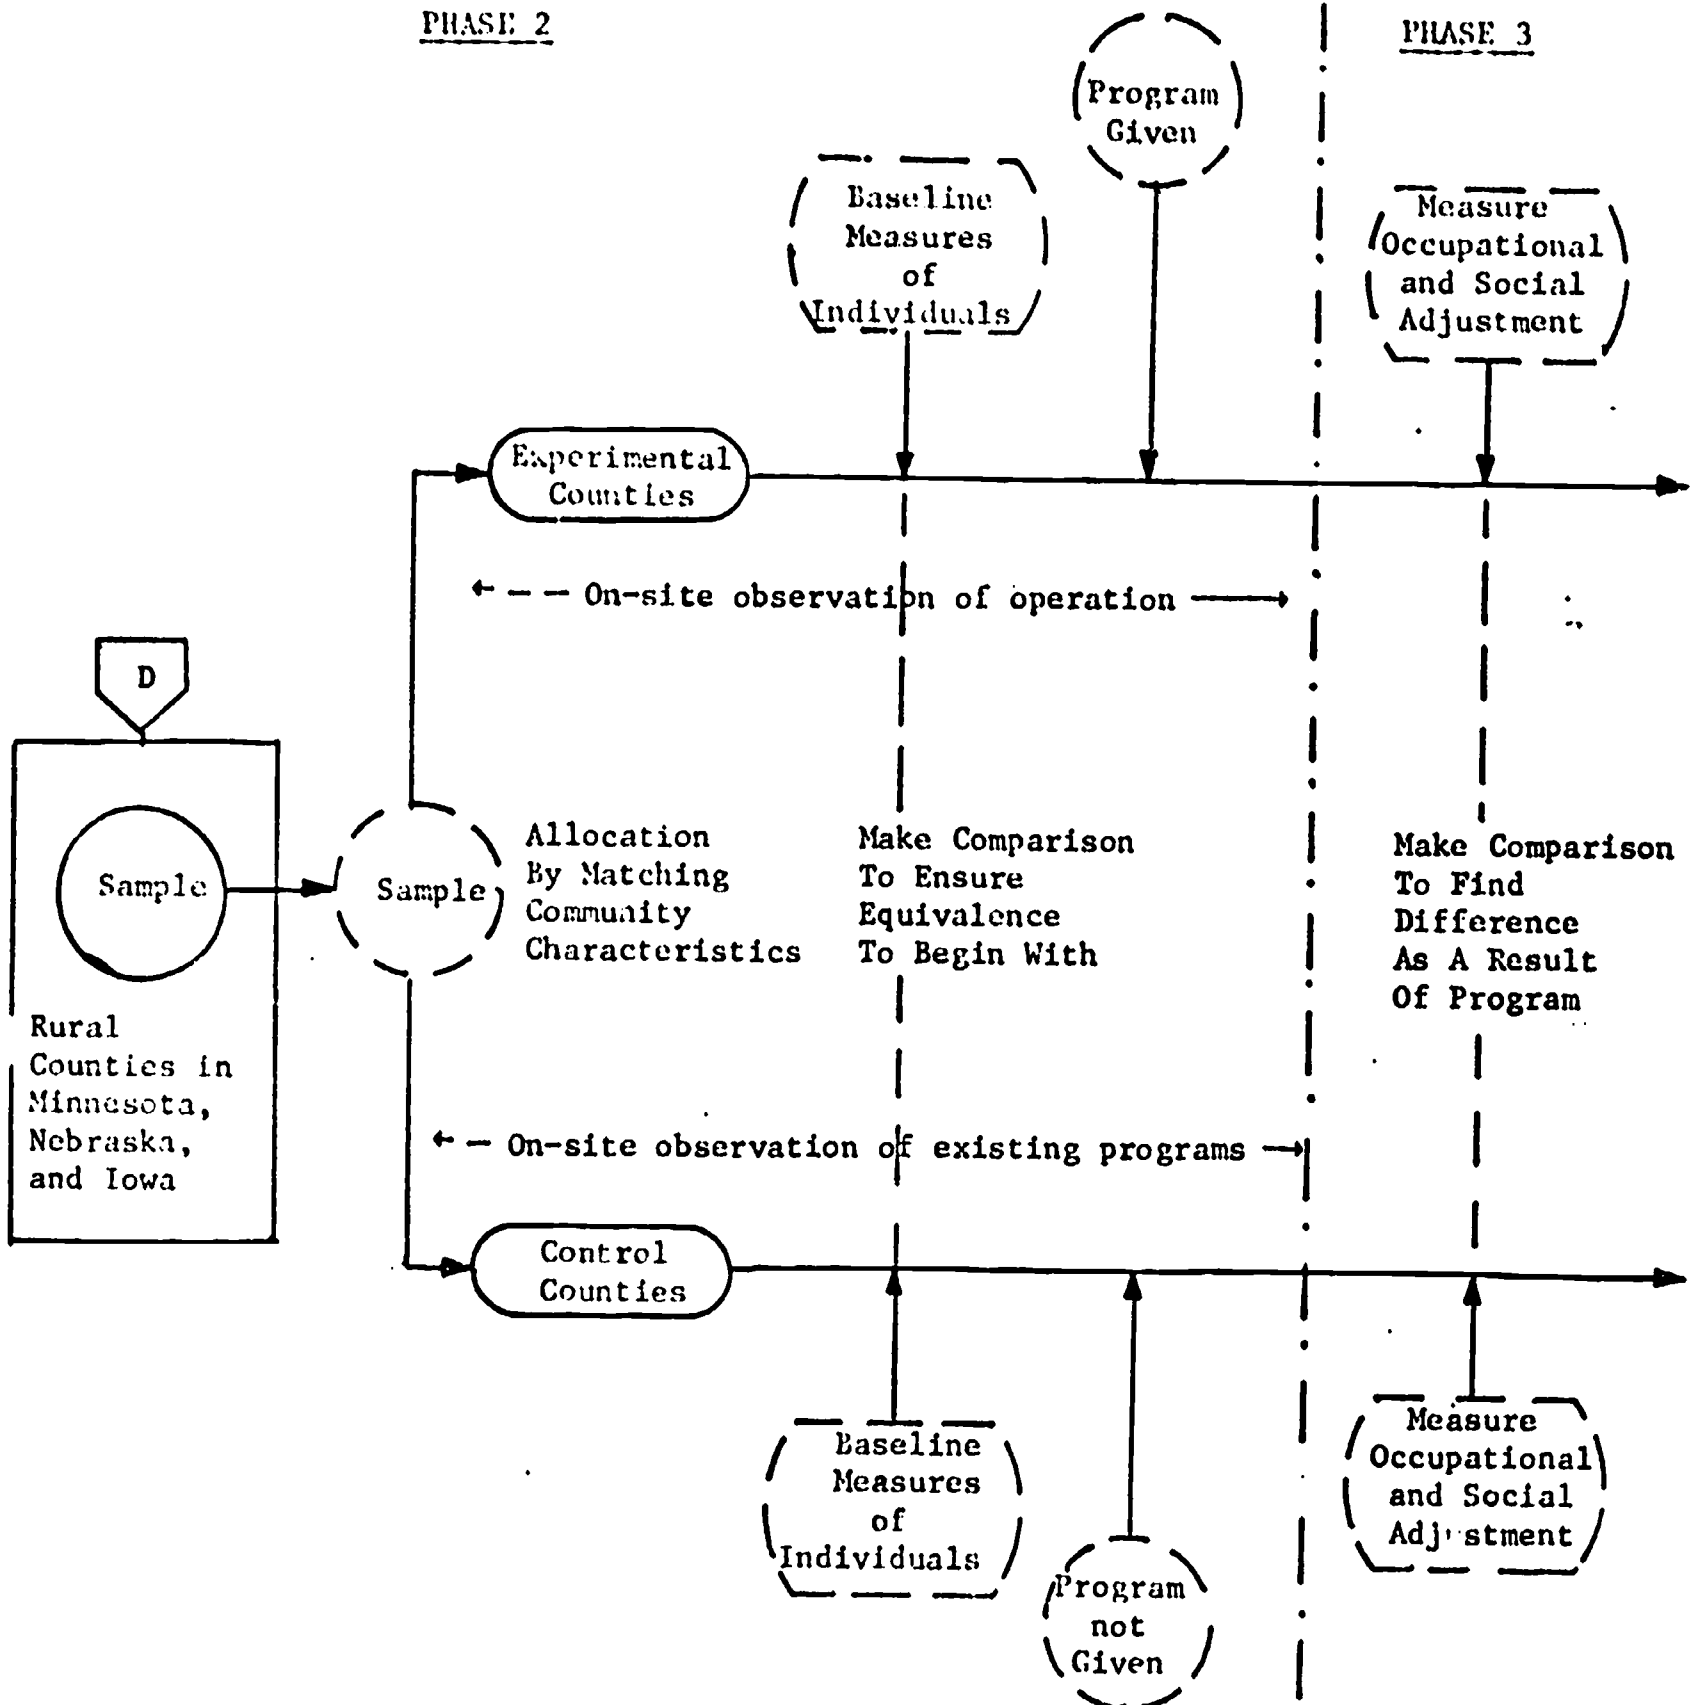 PHASE 2
PHASE 3
Program
Given
Baseline
Measures
of
Individuals
Measure
Occupational
and Social
Adjustment
Experimental
Counties
On-site observation of operation
D
Sample
Sample
Allocation
By Matching
Community
Characteristics
Make Comparison
To Ensure
Equivalence
To Begin With
Make Comparison
To Find
Difference
As A Result
Of Program
Rural
Counties in
Minnesota,
Nebraska,
and Iowa
On-site observation of existing programs
Control
Counties
Baseline
Measures
of
Individuals
Measure
Occupational
and Social
Adjustment
Program
not
Given